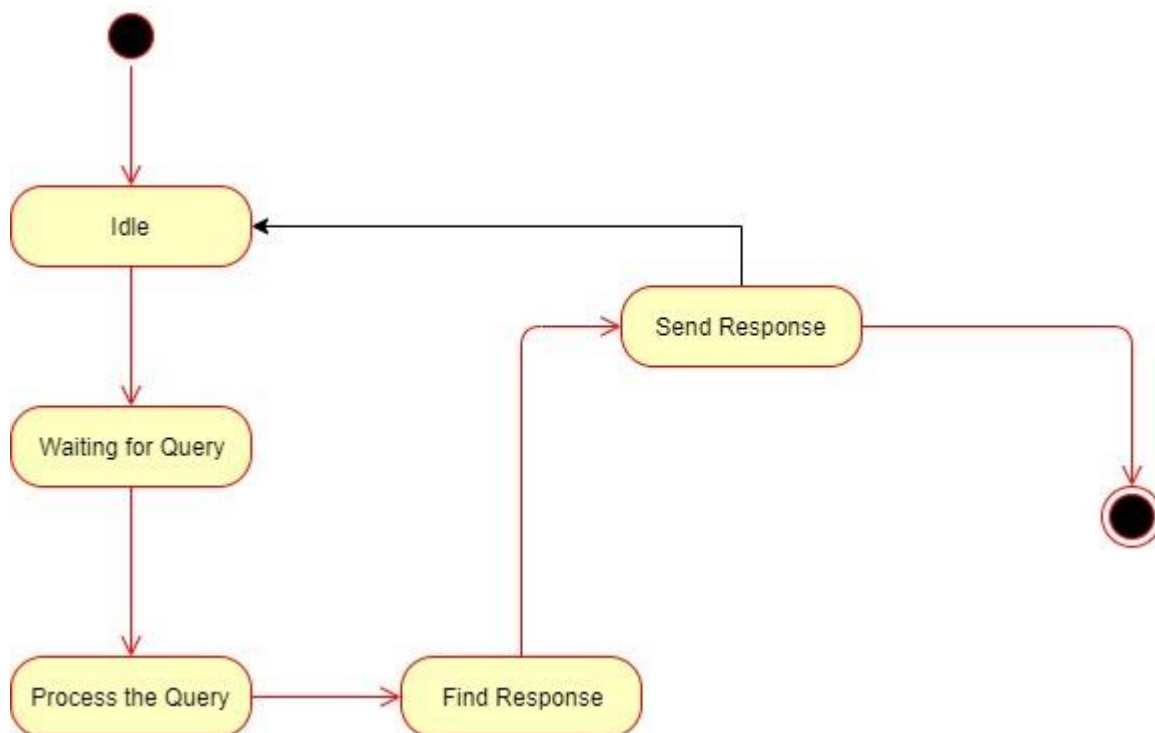 Idle
Send Response
Waiting for Query
Process the Query
Find Response